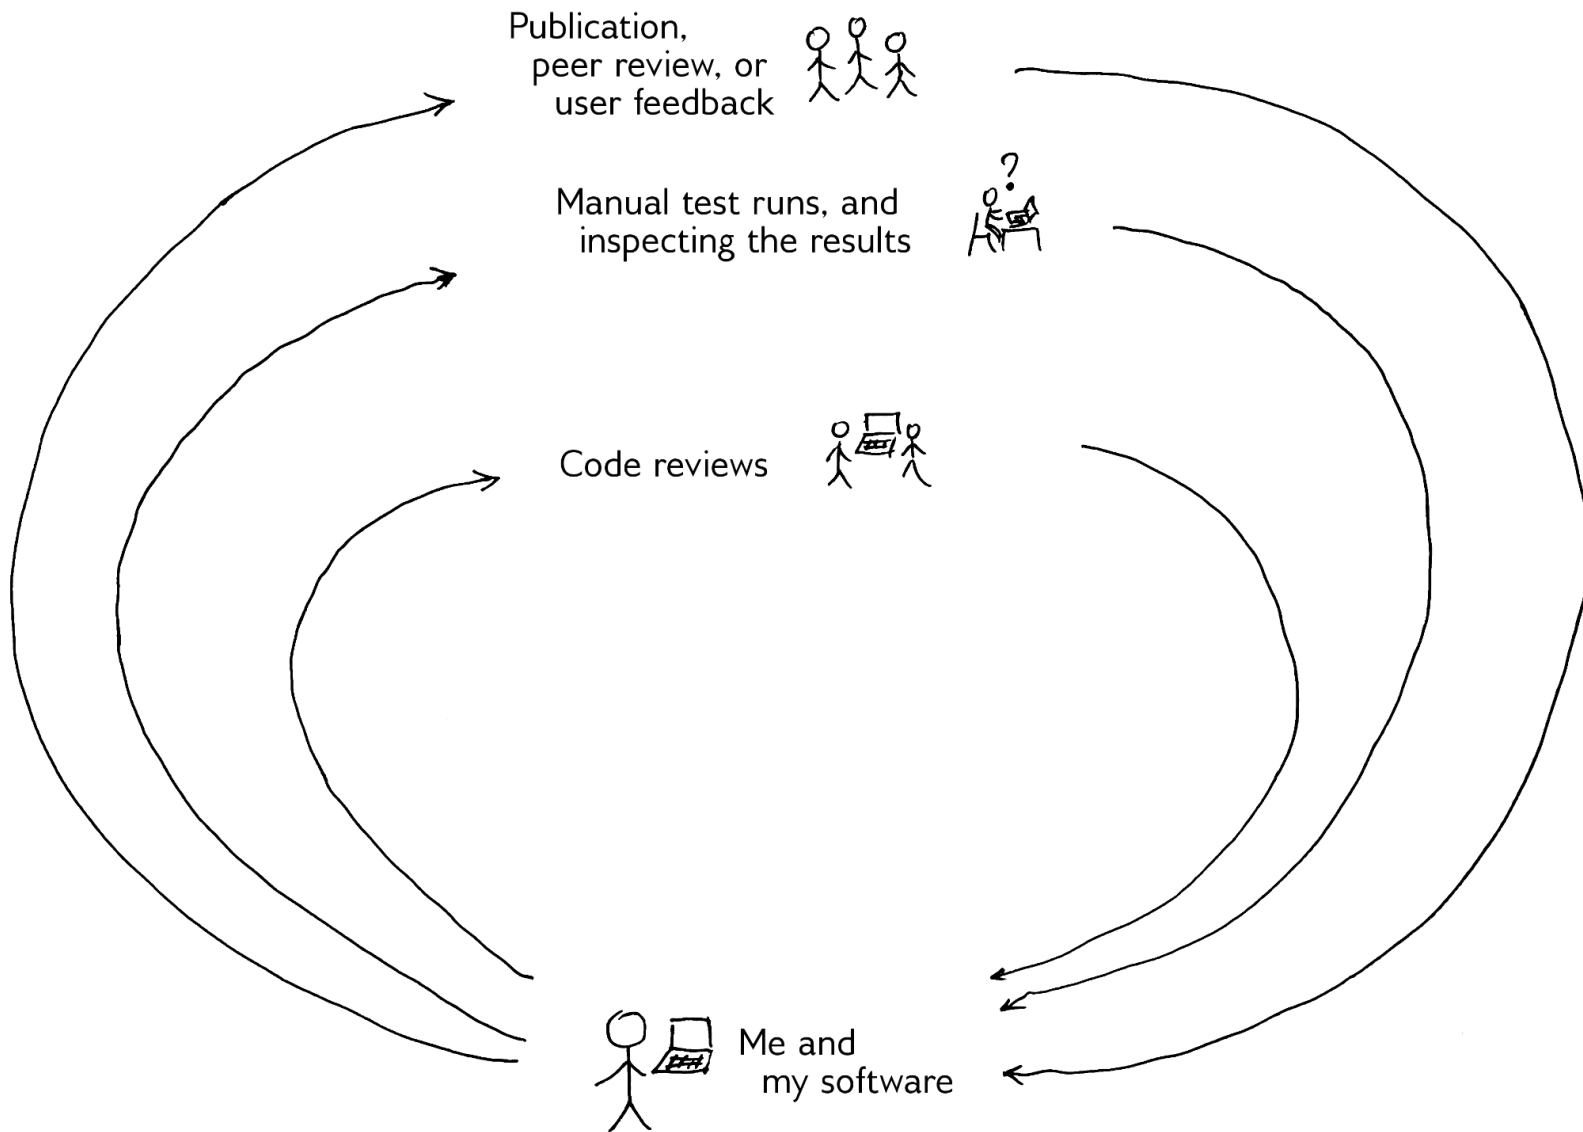 Publication,
peer review, or
user feedback
?
Manual test runs, and
inspecting the results
Code reviews
Me and
my software